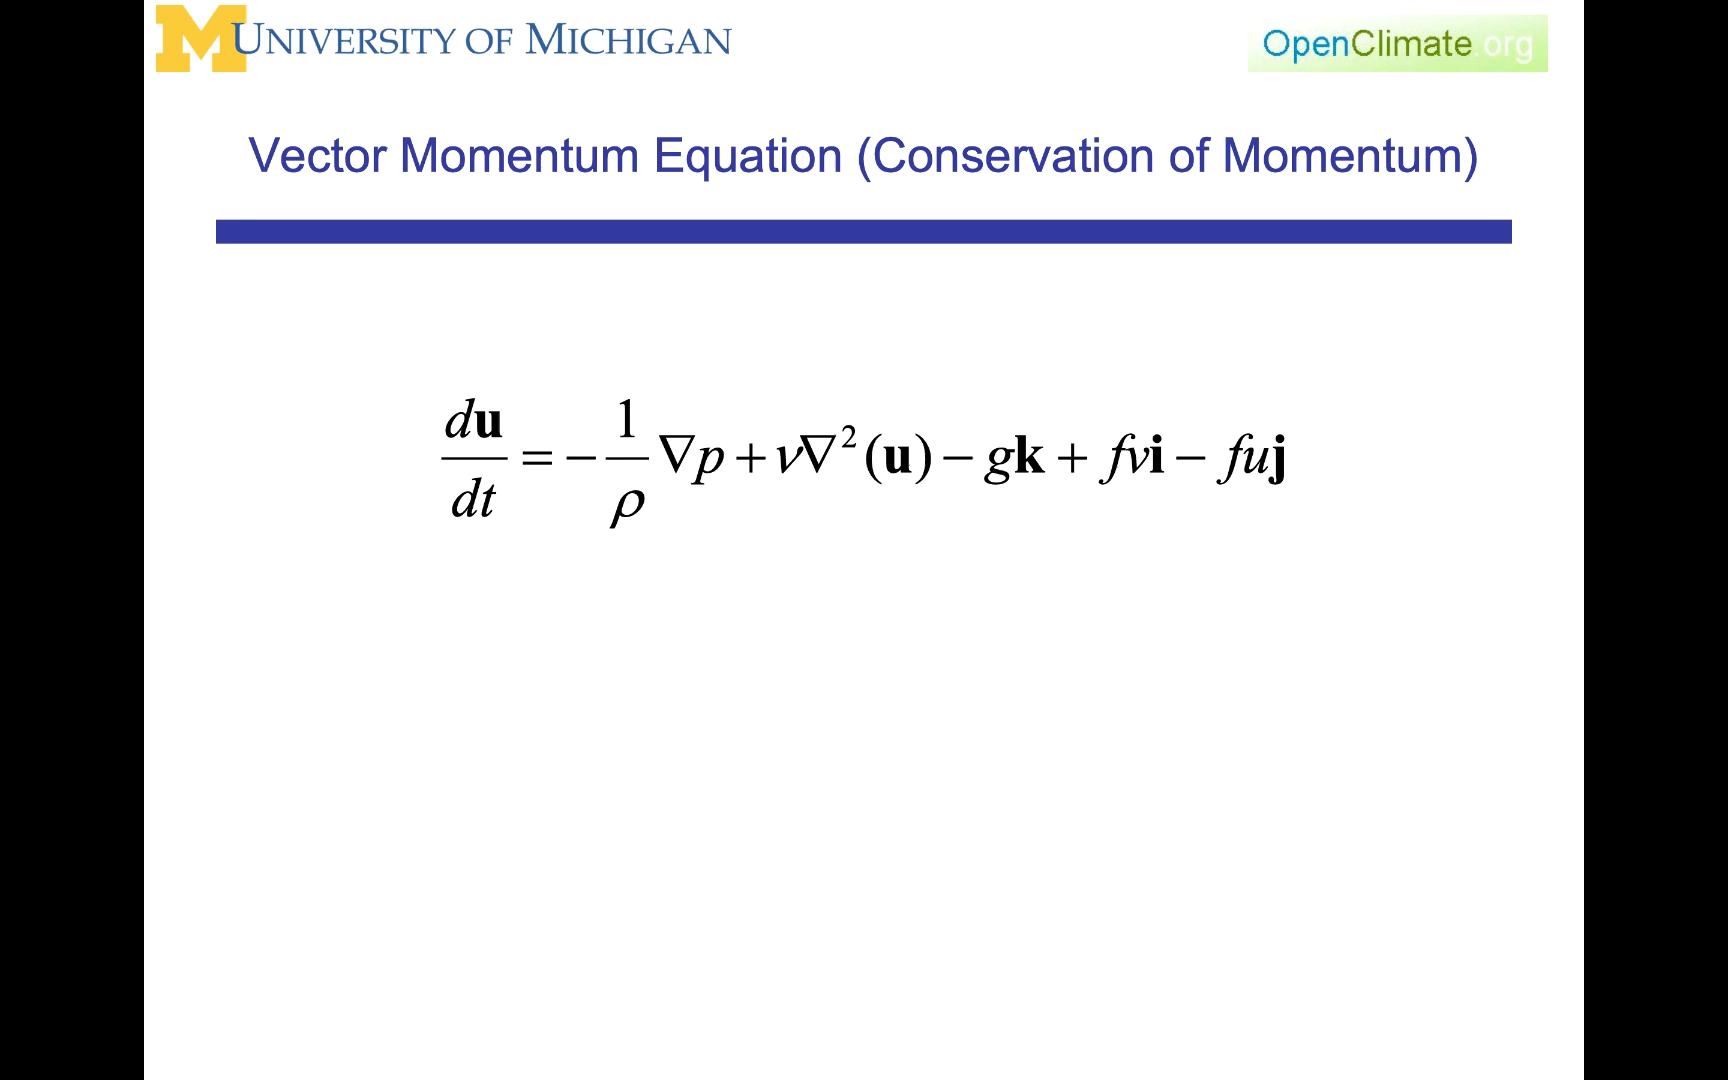 M UNIVERSITY OF MICHIGAN
OpenClimate.org
Vector Momentum Equation (Conservation of Momentum)
d𝐮/dt = −1/ρ ∇p + ν∇²(𝐮) − g𝐤 + fv𝐢 − fu𝐣